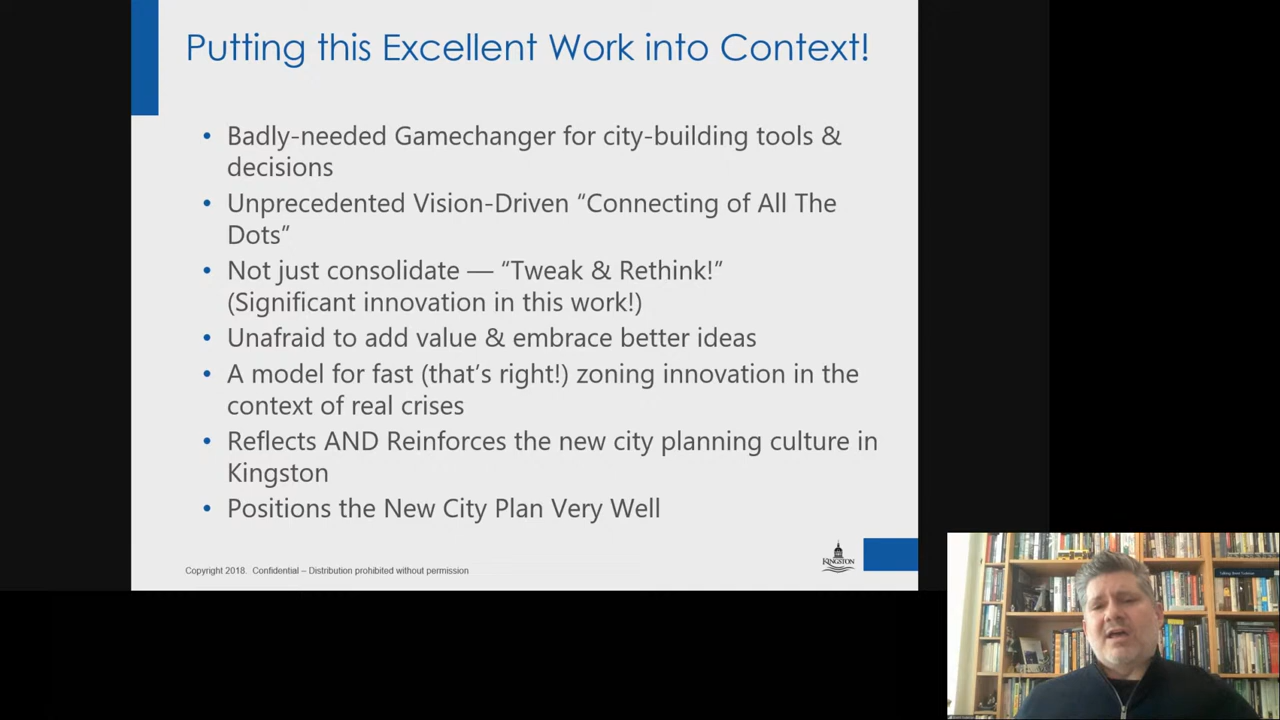 Putting this Excellent Work into Context!
• Badly-needed Gamechanger for city-building tools &
decisions
• Unprecedented Vision-Driven “Connecting of All The
Dots”
• Not just consolidate — “Tweak & Rethink!”
(Significant innovation in this work!)
• Unafraid to add value & embrace better ideas
• A model for fast (that’s right!) zoning innovation in the
context of real crises
• Reflects AND Reinforces the new city planning culture in
Kingston
• Positions the New City Plan Very Well
Copyright 2018. Confidential – Distribution prohibited without permission
KINGSTON